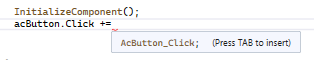 InitializeComponent();
acButton.Click +=
AcButton_Click; (Press TAB to insert)